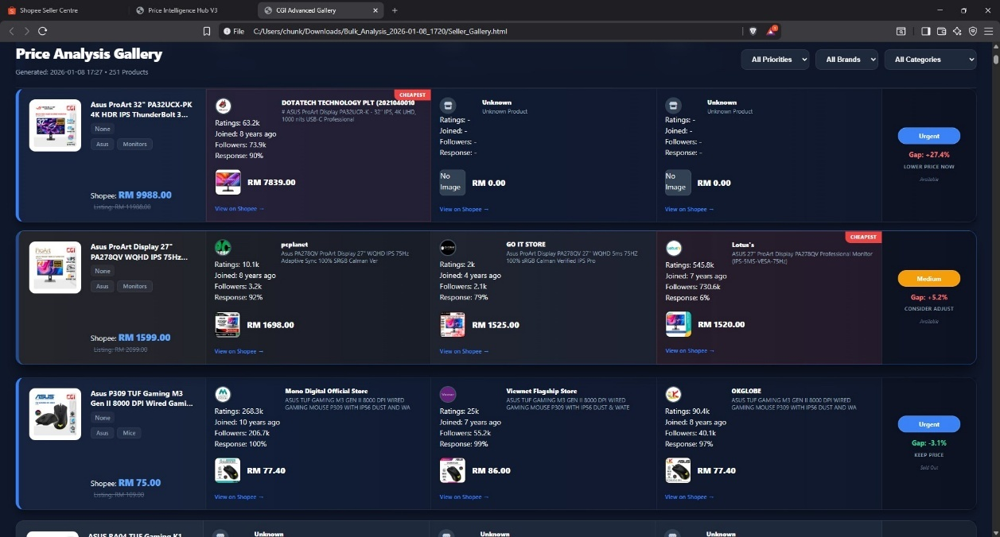 Shopee Seller Centre
Price Intelligence Hub V3
CGI Advanced Gallery
File
C:/Users/chunk/Downloads/Bulk_Analysis_2026-01-08_1720/Seller_Gallery.html
Price Analysis Gallery
Generated: 2026-01-08 17:27 • 251 Products
All Priorities
All Brands
All Categories
Asus ProArt 32" PA32UCX-PK
4K HDR IPS ThunderBolt 3...
None
Asus
Monitors
Shopee: RM 9988.00
Listing: RM 11988.00
CHEAPEST
DOTATECH TECHNOLOGY PLT (2021040010
# ASUS ProArt Display PA32UCR-K - 32" IPS, 4K UHD,
1000 nits USB-C Professional
Ratings: 63.2k
Joined: 8 years ago
Followers: 73.9k
Response: 90%
RM 7839.00
View on Shopee →
Unknown
Unknown Product
Ratings: -
Joined: -
Followers: -
Response: -
No
Image
RM 0.00
View on Shopee →
Unknown
Unknown Product
Ratings: -
Joined: -
Followers: -
Response: -
No
Image
RM 0.00
View on Shopee →
Urgent
Gap: +27.4%
LOWER PRICE NOW
Available
Asus ProArt Display 27"
PA278QV WQHD IPS 75Hz...
None
Asus
Monitors
Shopee: RM 1599.00
Listing: RM 2099.00
pcplanet
Asus PA278QV ProArt Display 27" WQHD IPS 75Hz
Adaptive Sync 100% SRGB Calman Ver
Ratings: 10.1k
Joined: 8 years ago
Followers: 3.2k
Response: 92%
RM 1698.00
View on Shopee →
GO IT STORE
Asus ProArt Display PA278QV 27" WQHD 5ms 75HZ
100% sRGB Calman Verified IPS Pro
Ratings: 2k
Joined: 4 years ago
Followers: 2.1k
Response: 79%
RM 1525.00
View on Shopee →
CHEAPEST
Lotus's
ASUS 27" ProArt Display PA278QV Professional Monitor
(IPS-5MS-VESA-75Hz)
Ratings: 545.8k
Joined: 7 years ago
Followers: 730.6k
Response: 6%
RM 1520.00
View on Shopee →
Medium
Gap: +5.2%
CONSIDER ADJUST
Available
Asus P309 TUF Gaming M3
Gen II 8000 DPI Wired Gami...
None
Asus
Mice
Shopee: RM 75.00
Listing: RM 109.00
Mono Digital Official Store
ASUS TUF GAMING M3 GEN II 8000 DPI WIRED
GAMING MOUSE P309 WITH IP56 DUST AND WA
Ratings: 268.3k
Joined: 10 years ago
Followers: 206.7k
Response: 100%
RM 77.40
View on Shopee →
Viewnet Flagship Store
ASUS TUF GAMING M3 GEN II 8000 DPI WIRED
GAMING MOUSE P309 WITH IP56 DUST & WATE
Ratings: 25k
Joined: 7 years ago
Followers: 55.2k
Response: 99%
RM 86.00
View on Shopee →
OKGLOBE
ASUS TUF GAMING M3 GEN II 8000 DPI WIRED
GAMING MOUSE P309 WITH IP56 DUST AND WA
Ratings: 90.4k
Joined: 8 years ago
Followers: 40.1k
Response: 97%
RM 77.40
View on Shopee →
Urgent
Gap: -3.1%
KEEP PRICE
Sold Out
ASUS RA04 TUF Gaming K1
Unknown
Unknown
Unknown